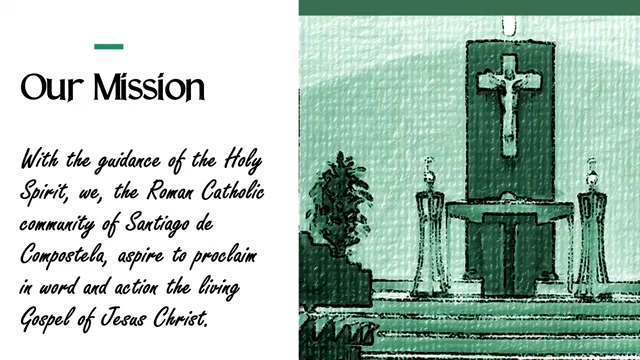 Our Mission
With the guidance of the Holy
Spirit, we, the Roman Catholic
community of Santiago de
Compostela, aspire to proclaim
in word and action the living
Gospel of Jesus Christ.